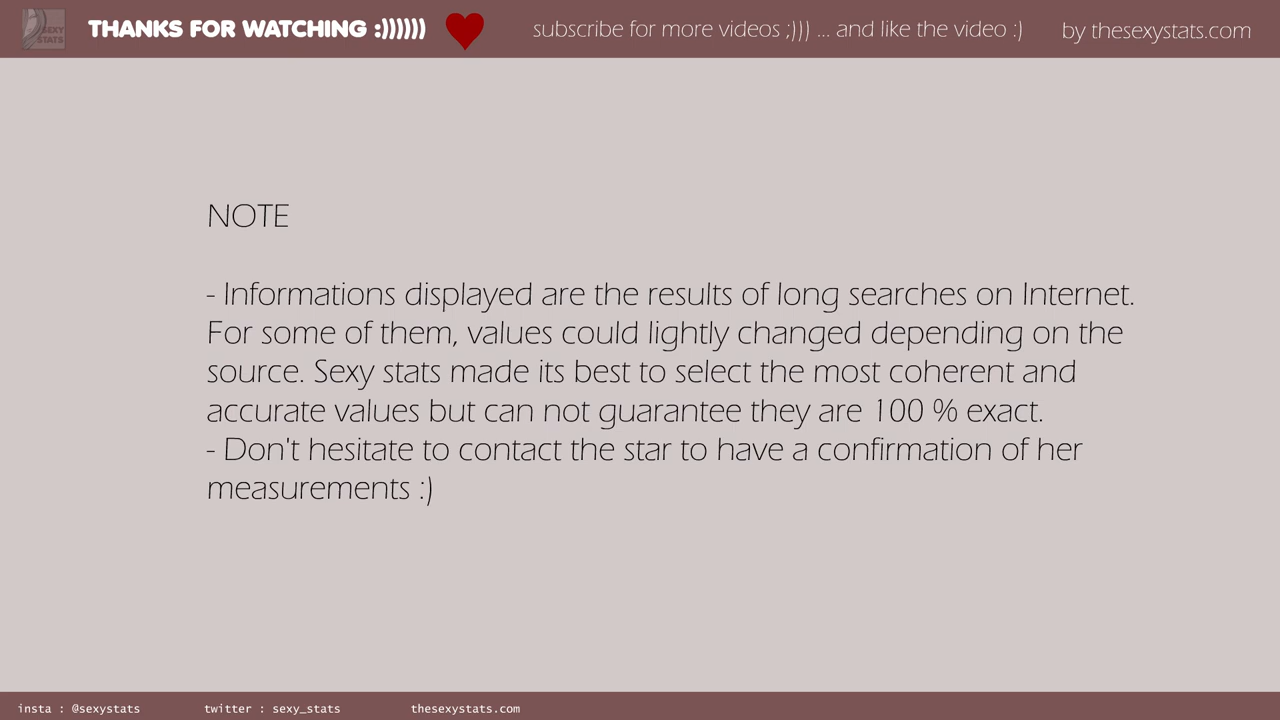 SEXY
STATS
THANKS FOR WATCHING :))))))
subscribe for more videos ;))) ... and like the video :)
by thesexystats.com
NOTE
- Informations displayed are the results of long searches on Internet.
For some of them, values could lightly changed depending on the
source. Sexy stats made its best to select the most coherent and
accurate values but can not guarantee they are 100 % exact.
- Don't hesitate to contact the star to have a confirmation of her
measurements :)
insta : @sexystats
twitter : sexy_stats
thesexystats.com